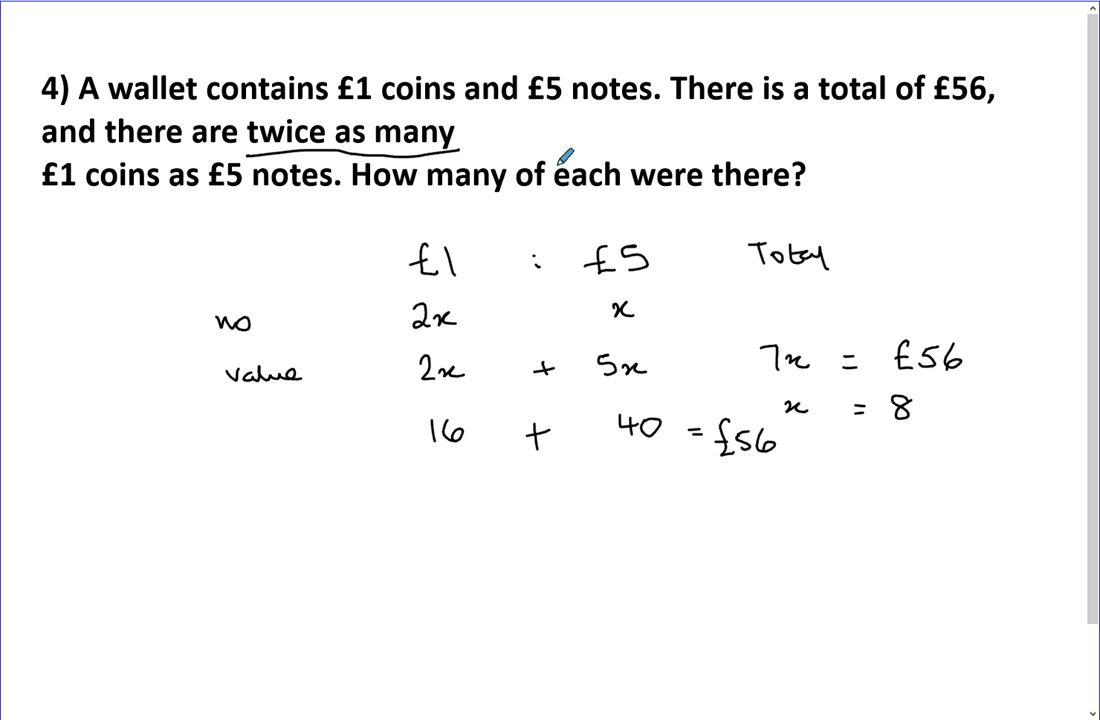 4) A wallet contains £1 coins and £5 notes. There is a total of £56,
and there are twice as many
£1 coins as £5 notes. How many of each were there?
£1 : £5 Total
no 2x x
value 2x + 5x 7x = £56
x = 8
16 + 40 = £56